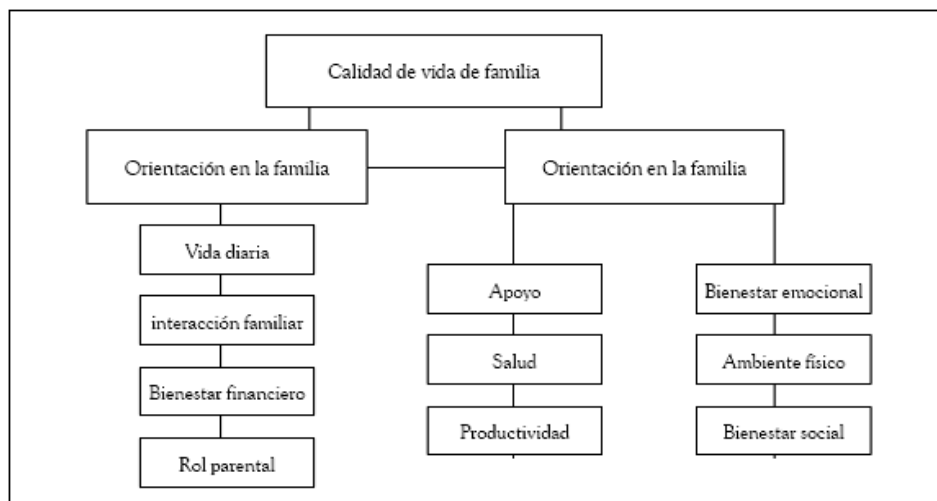 Calidad de vida de familia
Orientación en la familia
Orientación en la familia
Vida diaria
interacción familiar
Bienestar financiero
Rol parental
Apoyo
Salud
Productividad
Bienestar emocional
Ambiente físico
Bienestar social